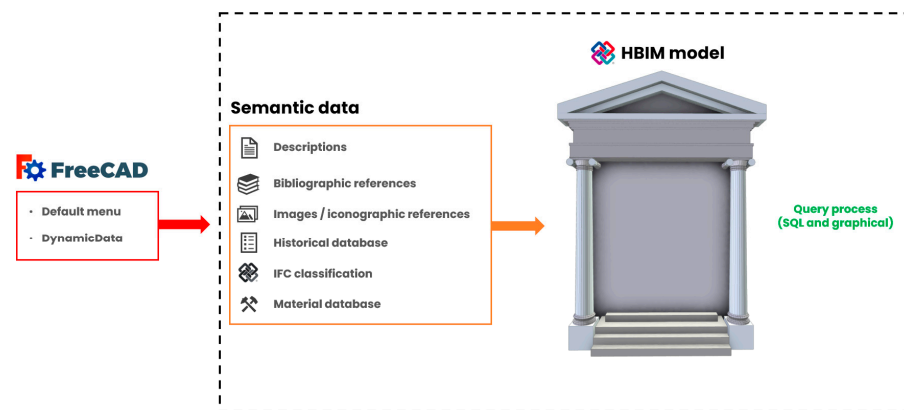 HBIM model
Semantic data
Descriptions
Bibliographic references
Images / iconographic references
Historical database
IFC classification
Material database
FreeCAD
· Default menu
· DynamicData
Query process
(SQL and graphical)